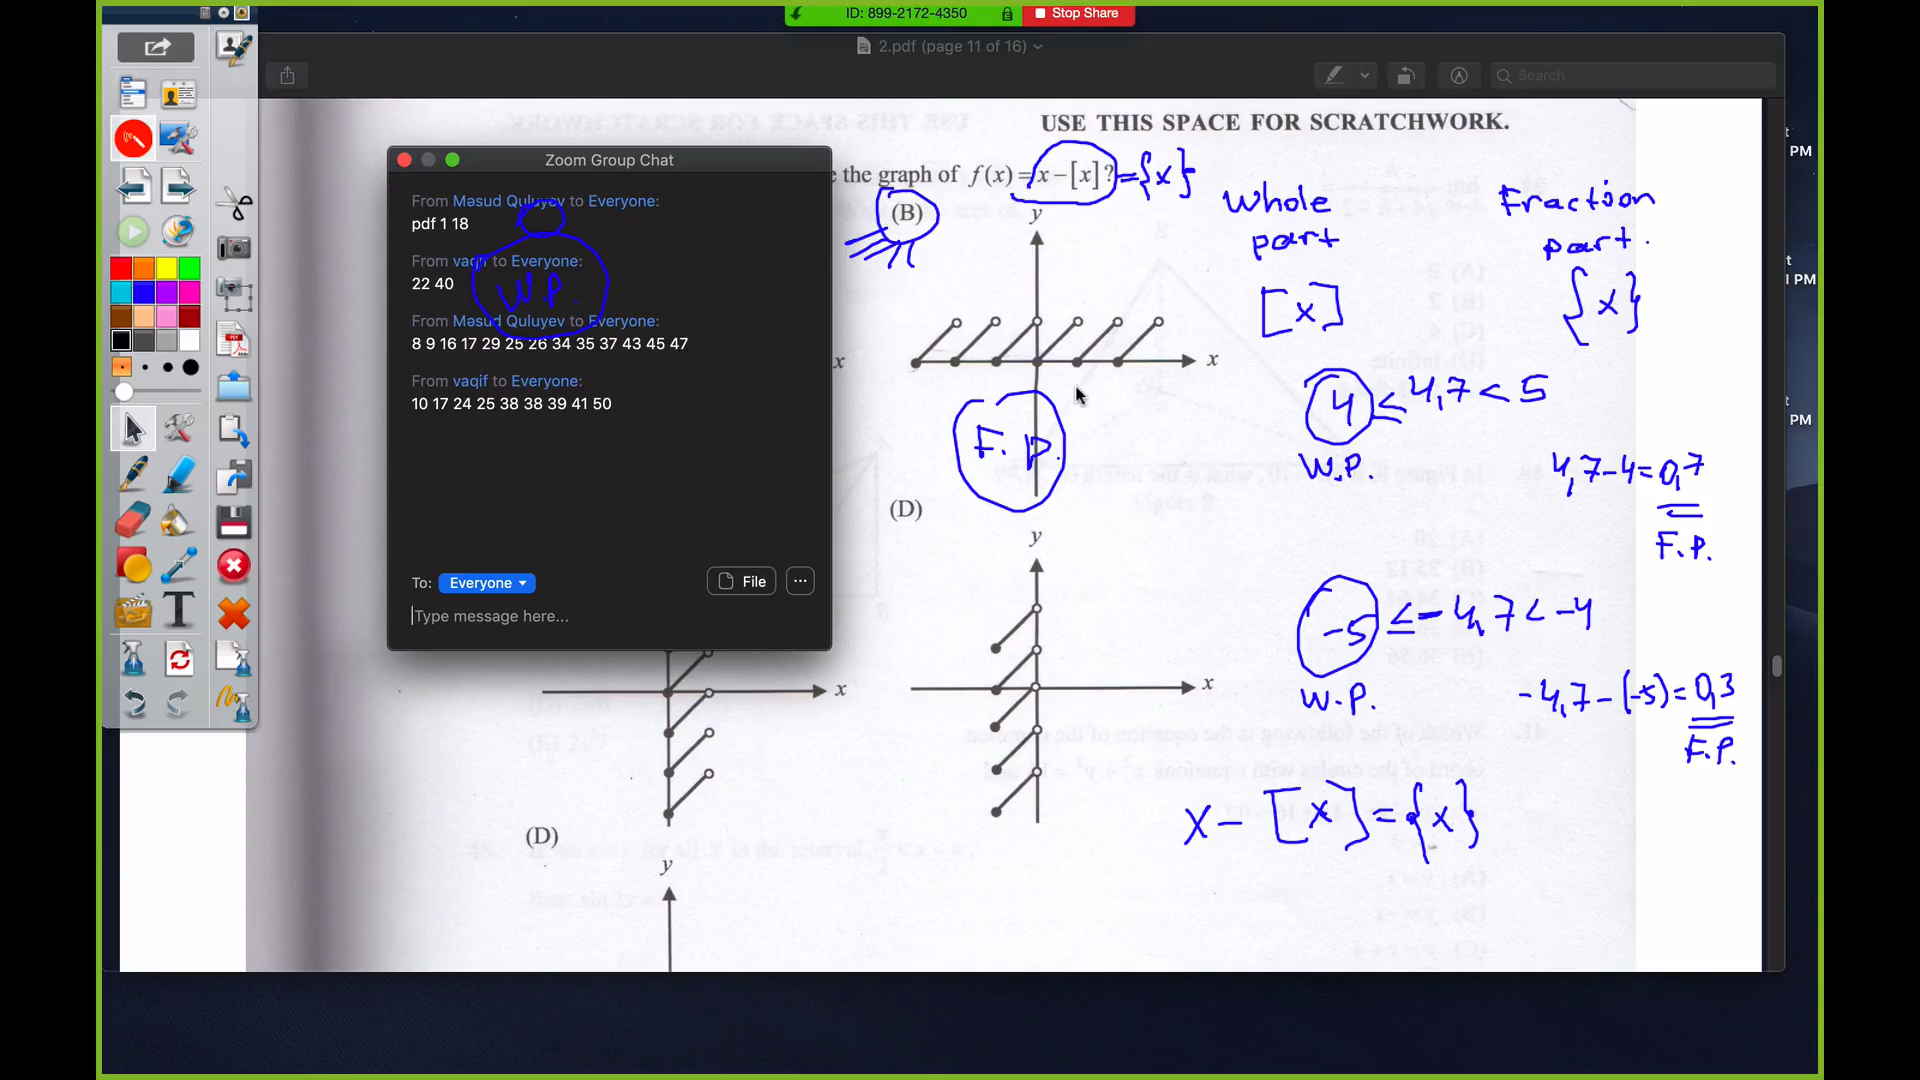 ID: 899-2172-4350
Stop Share
2.pdf (page 11 of 16)
Search
USE THIS SPACE FOR SCRATCHWORK.
e the graph of f(x) = x − [x]? = {x}
Zoom Group Chat
From Məsud Quluyev to Everyone:
pdf 1 18
From vaqif to Everyone:
22 40
W.P.
From Məsud Quluyev to Everyone:
8 9 16 17 29 25 26 34 35 37 43 45 47
From vaqif to Everyone:
10 17 24 25 38 38 39 41 50
To: Everyone
File
Type message here...
(B)
y
x
x
F.P.
(D)
y
x
x
(D)
y
Whole part
Fraction part.
[x]
{x}
4 ≤ 4,7 < 5
W.P.
4,7-4=0,7
F.P.
-5 ≤ -4,7 < -4
W.P.
-4,7-(-5)=0,3
F.P.
x - [x] = {x}
PM
PM
PM
T